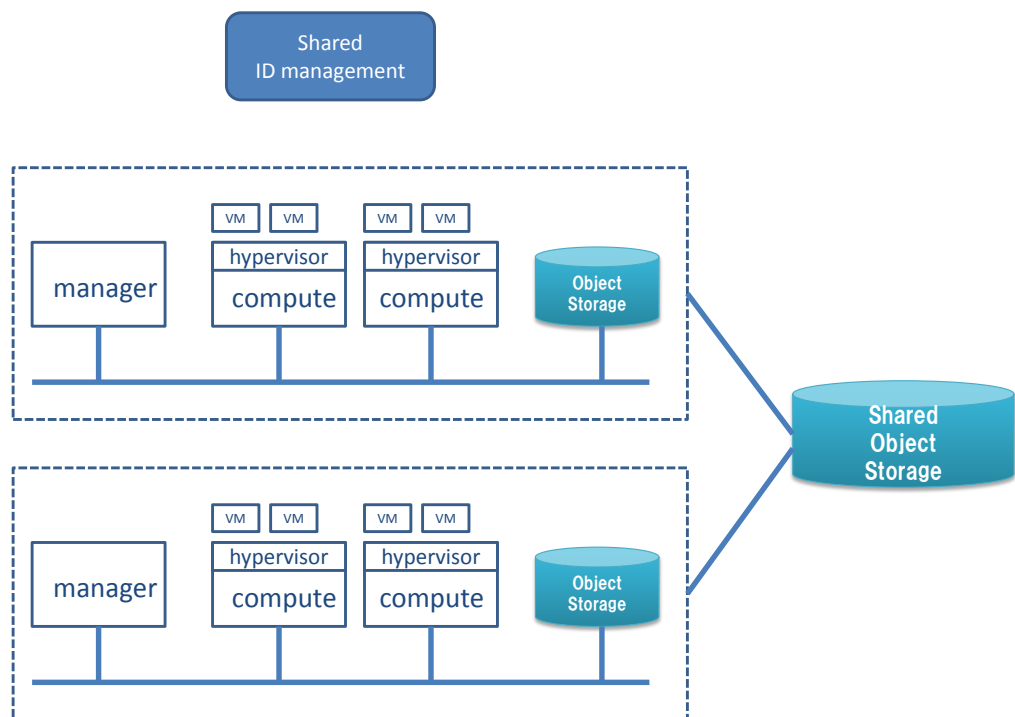 Shared
ID management
VM
VM
VM
VM
manager
hypervisor
compute
hypervisor
compute
Object
Storage
Shared
Object
Storage
VM
VM
VM
VM
manager
hypervisor
compute
hypervisor
compute
Object
Storage